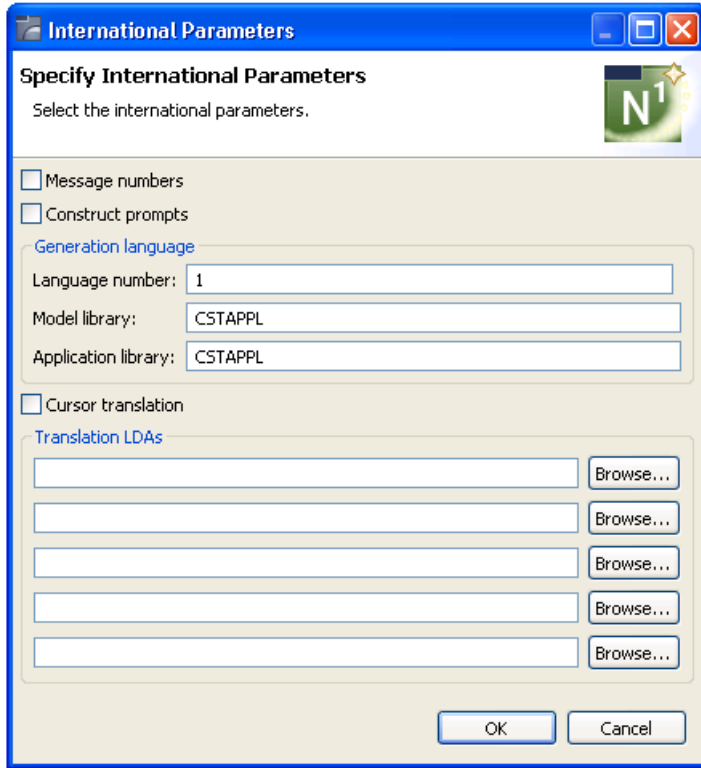 International Parameters
Specify International Parameters
Select the international parameters.
N1
Message numbers
Construct prompts
Generation language
Language number: 1
Model library: CSTAPPL
Application library: CSTAPPL
Cursor translation
Translation LDAs
Browse...
Browse...
Browse...
Browse...
Browse...
OK Cancel